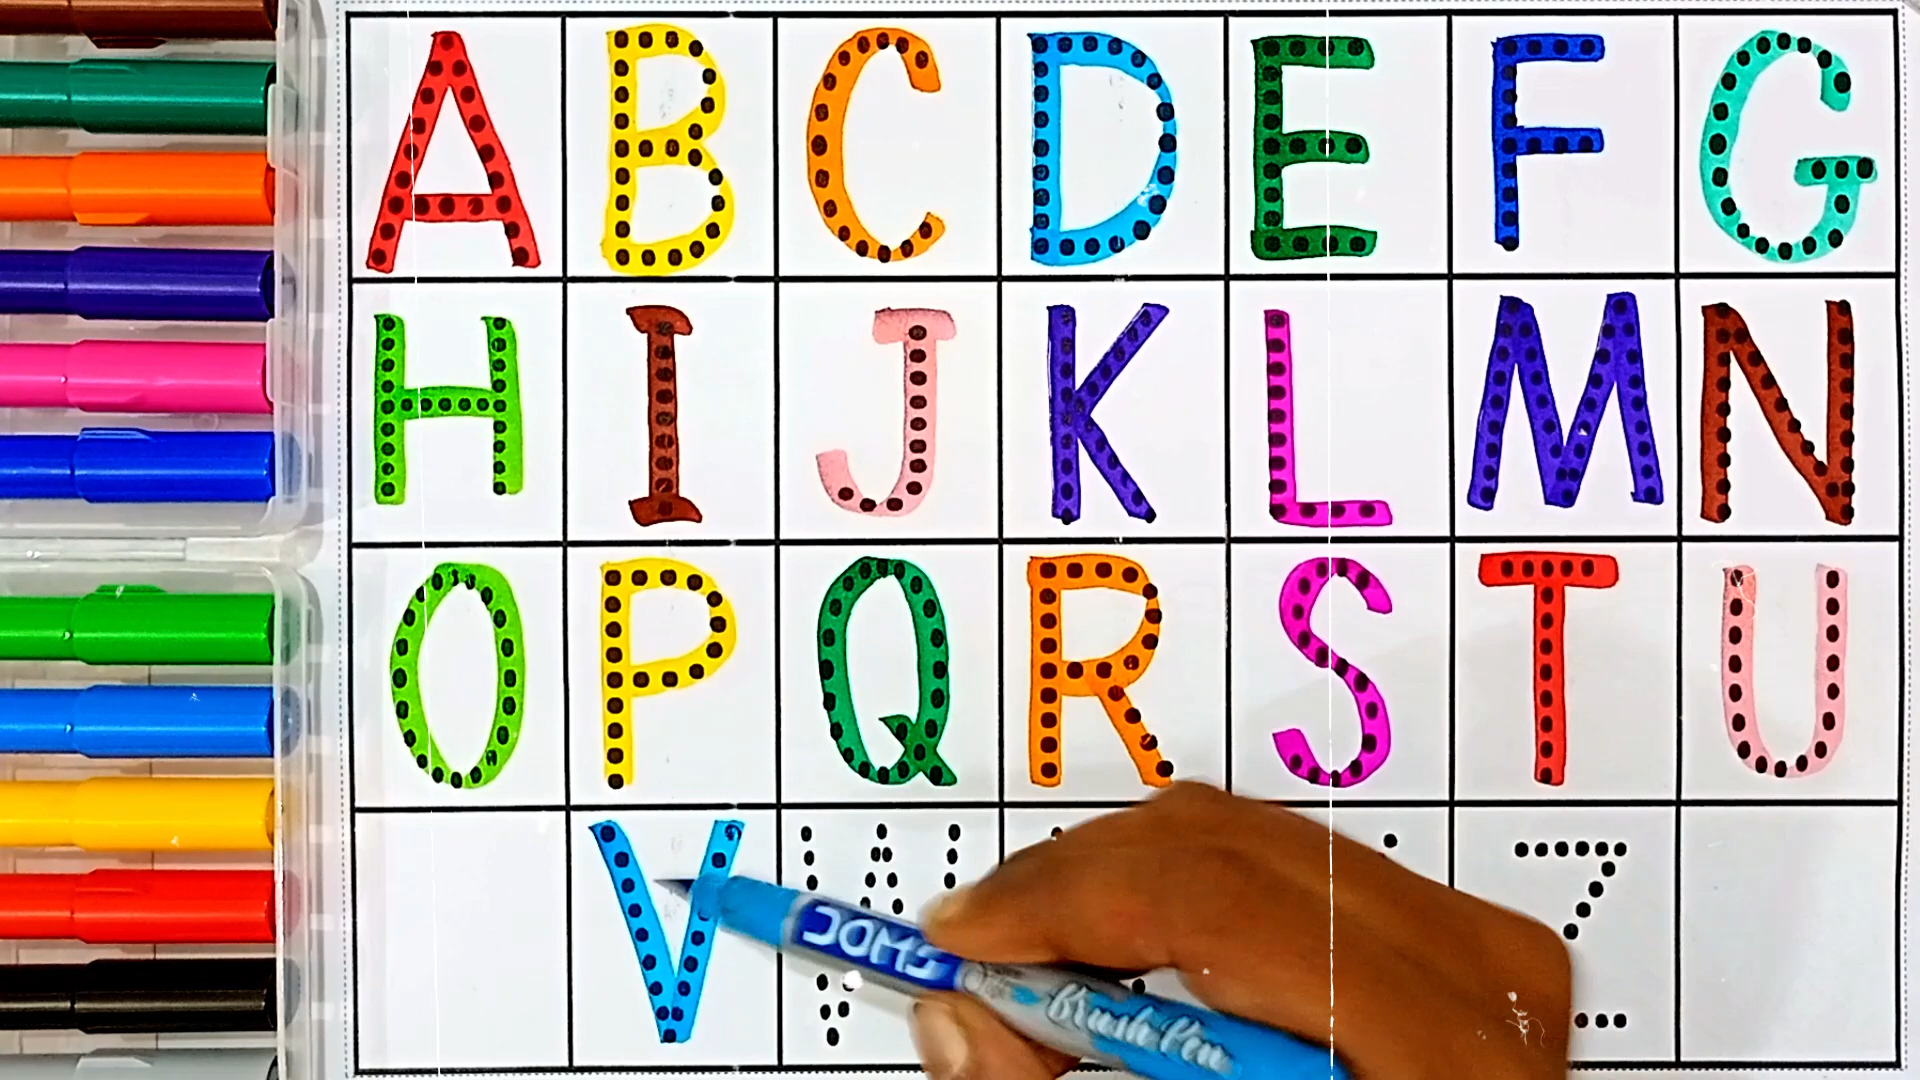 A B C D E F G
H I J K L M N
O P Q R S T U
V W Z
DOMS
Brush Pen